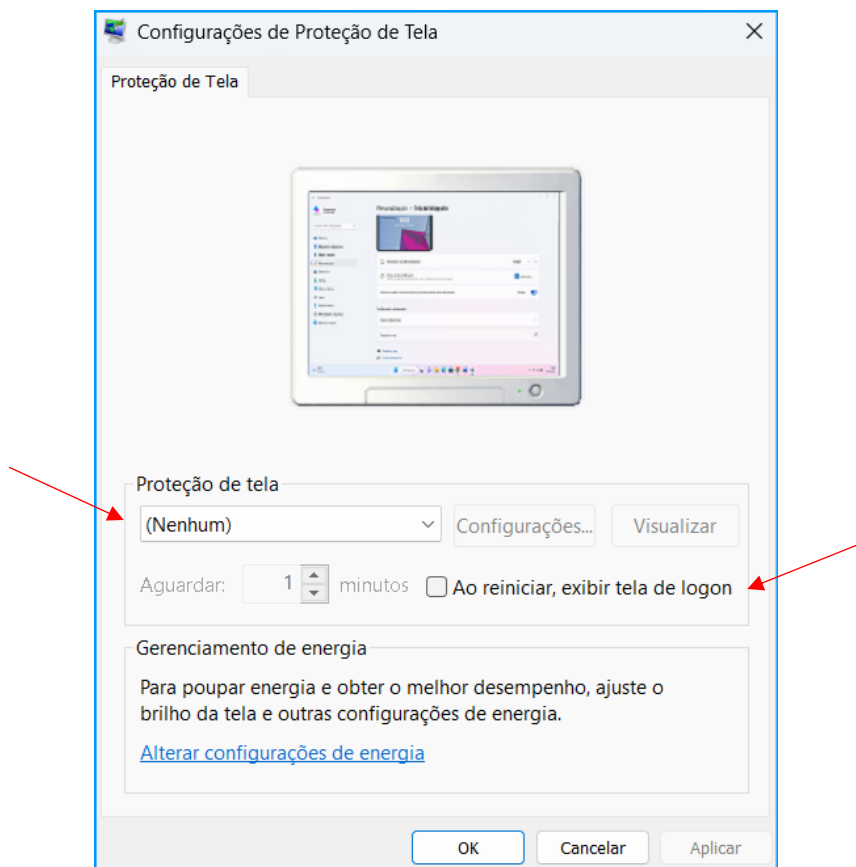 Configurações de Proteção de Tela
Proteção de Tela
Proteção de tela
(Nenhum)
Configurações...
Visualizar
Aguardar: 1 minutos
Ao reiniciar, exibir tela de logon
Gerenciamento de energia
Para poupar energia e obter o melhor desempenho, ajuste o
brilho da tela e outras configurações de energia.
Alterar configurações de energia
OK
Cancelar
Aplicar